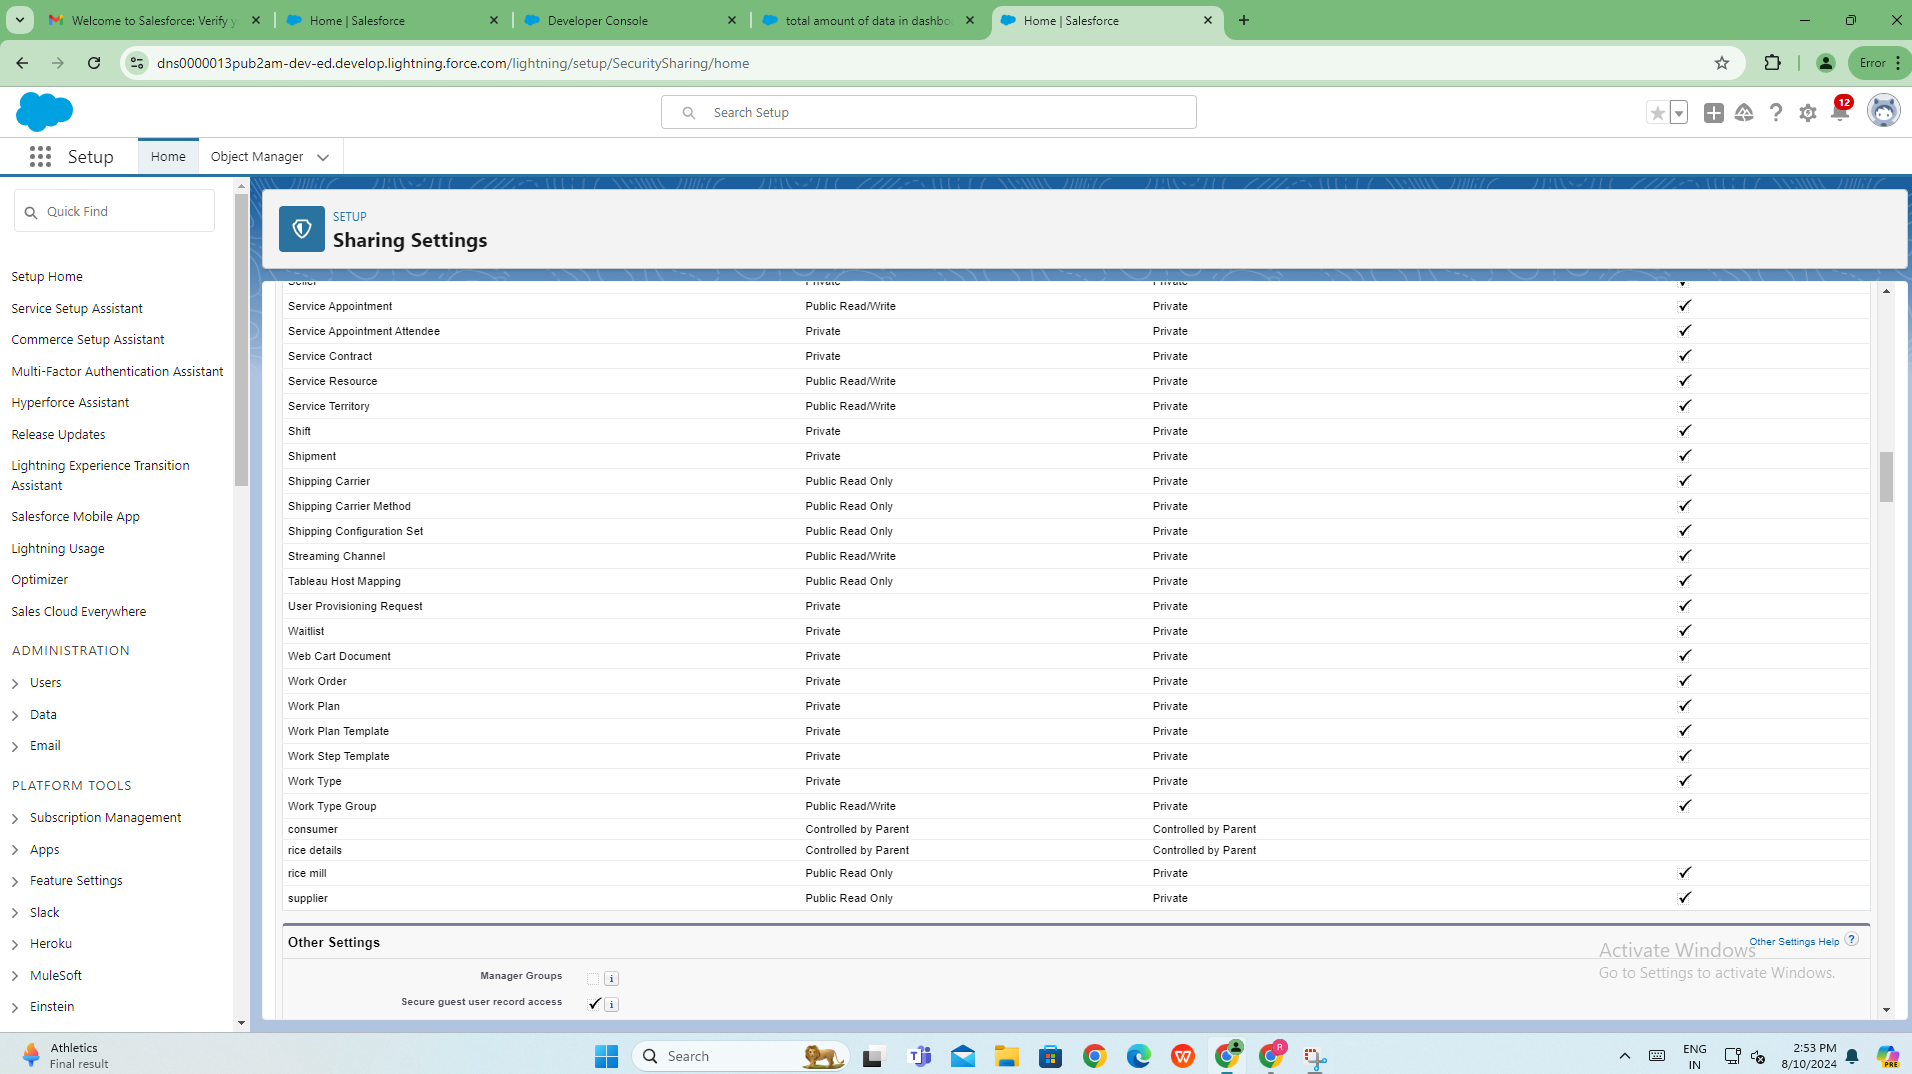 Welcome to Salesforce: Verify y
Home | Salesforce
Developer Console
total amount of data in dashbo
Home | Salesforce
dns0000013pub2am-dev-ed.develop.lightning.force.com/lightning/setup/SecuritySharing/home
Error
Search Setup
12
Setup
Home
Object Manager
Quick Find
SETUP
Sharing Settings
Setup Home
Service Setup Assistant
Commerce Setup Assistant
Multi-Factor Authentication Assistant
Hyperforce Assistant
Release Updates
Lightning Experience Transition
Assistant
Salesforce Mobile App
Lightning Usage
Optimizer
Sales Cloud Everywhere
ADMINISTRATION
Users
Data
Email
PLATFORM TOOLS
Subscription Management
Apps
Feature Settings
Slack
Heroku
MuleSoft
Einstein
Seller Private Private
Service Appointment Public Read/Write Private
Service Appointment Attendee Private Private
Service Contract Private Private
Service Resource Public Read/Write Private
Service Territory Public Read/Write Private
Shift Private Private
Shipment Private Private
Shipping Carrier Public Read Only Private
Shipping Carrier Method Public Read Only Private
Shipping Configuration Set Public Read Only Private
Streaming Channel Public Read/Write Private
Tableau Host Mapping Public Read Only Private
User Provisioning Request Private Private
Waitlist Private Private
Web Cart Document Private Private
Work Order Private Private
Work Plan Private Private
Work Plan Template Private Private
Work Step Template Private Private
Work Type Private Private
Work Type Group Public Read/Write Private
consumer Controlled by Parent Controlled by Parent
rice details Controlled by Parent Controlled by Parent
rice mill Public Read Only Private
supplier Public Read Only Private
Other Settings
Other Settings Help ?
Manager Groups i
Secure guest user record access i
Activate Windows
Go to Settings to activate Windows.
Athletics
Final result
Search
R
ENG
IN
2:53 PM
8/10/2024
PRE